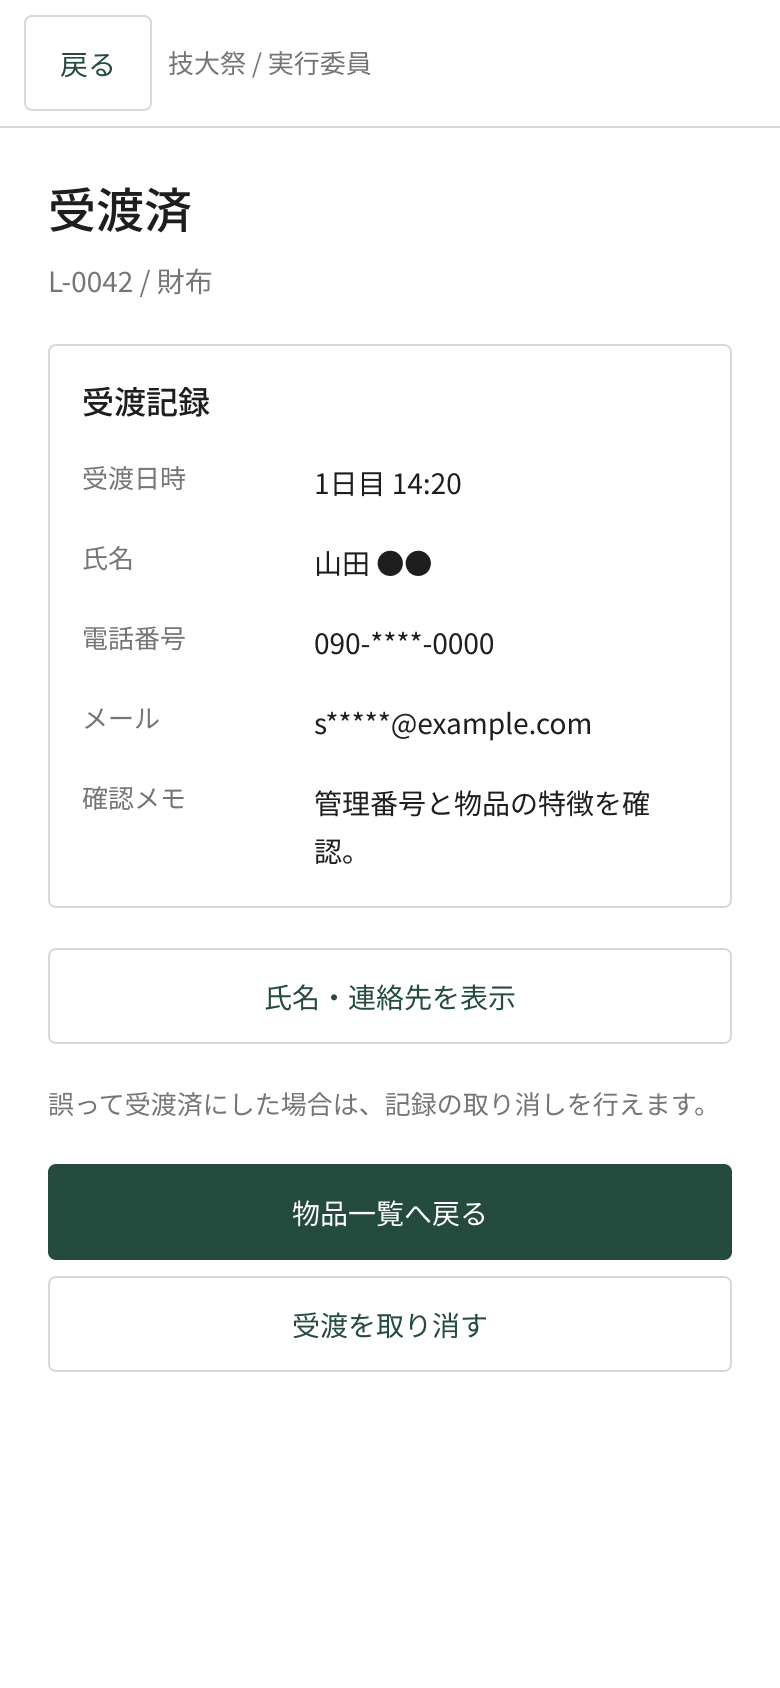 戻る
技大祭 / 実行委員
受渡済
L-0042 / 財布
受渡記録
受渡日時
1日目 14:20
氏名
山田 ●●
電話番号
090-****-0000
メール
s*****@example.com
確認メモ
管理番号と物品の特徴を確
認。
氏名・連絡先を表示
誤って受渡済にした場合は、記録の取り消しを行えます。
物品一覧へ戻る
受渡を取り消す